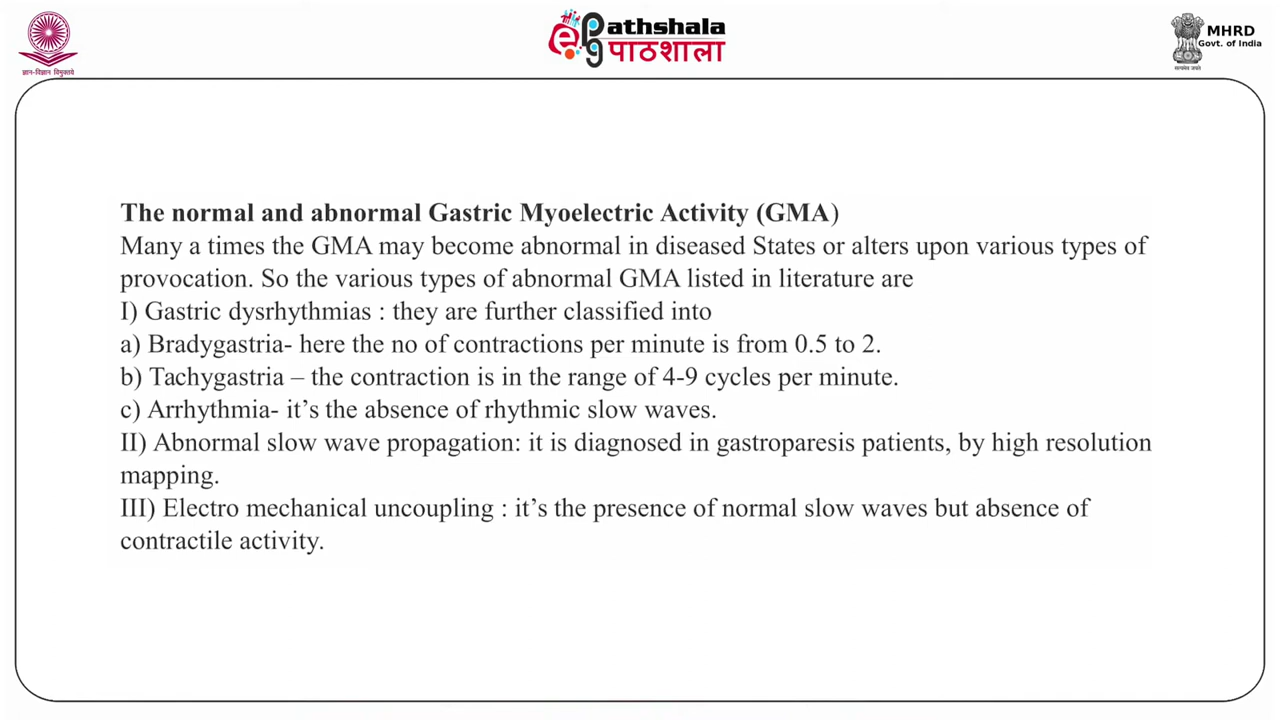 ज्ञान-विज्ञान विमुक्तये
ePG Pathshala
पाठशाला
MHRD
Govt. of India
सत्यमेव जयते
The normal and abnormal Gastric Myoelectric Activity (GMA)
Many a times the GMA may become abnormal in diseased States or alters upon various types of
provocation. So the various types of abnormal GMA listed in literature are
I) Gastric dysrhythmias : they are further classified into
a) Bradygastria- here the no of contractions per minute is from 0.5 to 2.
b) Tachygastria – the contraction is in the range of 4-9 cycles per minute.
c) Arrhythmia- it’s the absence of rhythmic slow waves.
II) Abnormal slow wave propagation: it is diagnosed in gastroparesis patients, by high resolution
mapping.
III) Electro mechanical uncoupling : it’s the presence of normal slow waves but absence of
contractile activity.